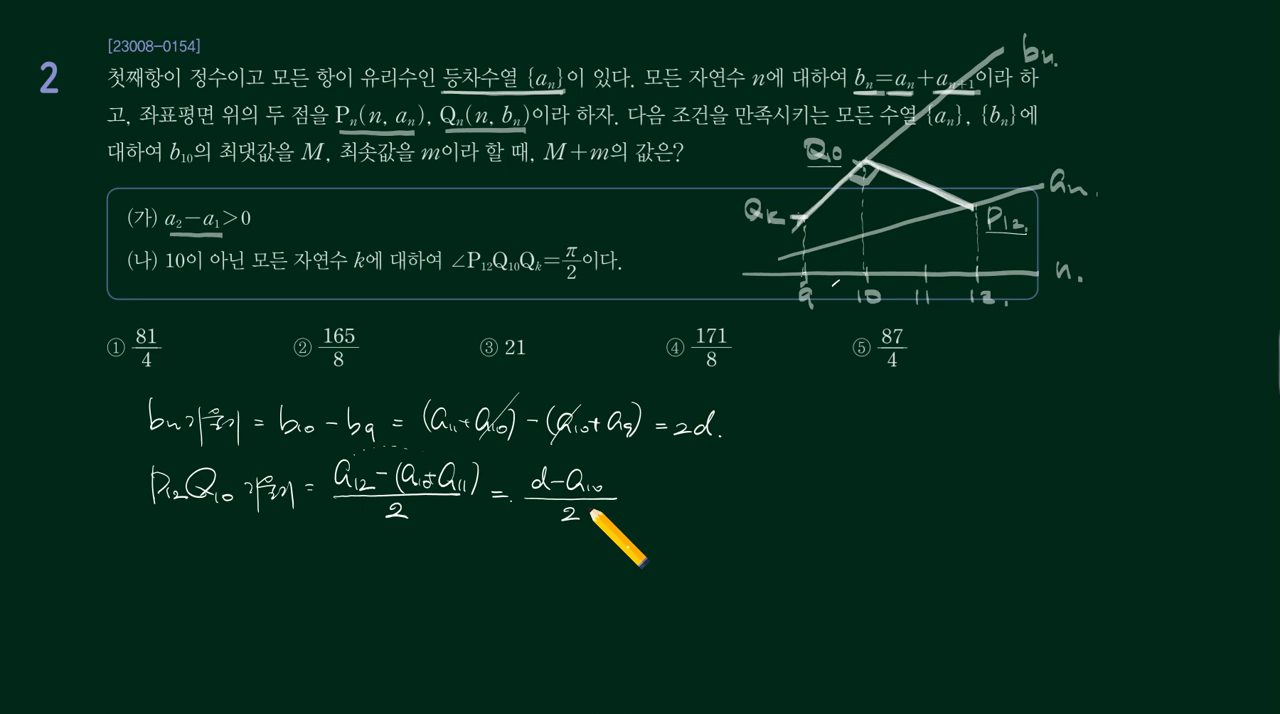 [23008-0154]
2
첫째항이 정수이고 모든 항이 유리수인 등차수열 {aₙ}이 있다. 모든 자연수 n에 대하여 bₙ=aₙ+aₙ₊₁이라 하
고, 좌표평면 위의 두 점을 Pₙ(n, aₙ), Qₙ(n, bₙ)이라 하자. 다음 조건을 만족시키는 모든 수열 {aₙ}, {bₙ}에
대하여 b₁₀의 최댓값을 M, 최솟값을 m이라 할 때, M+m의 값은?
(가) a₂-a₁>0
(나) 10이 아닌 모든 자연수 k에 대하여 ∠P₁₂Q₁₀Qₖ=π/2이다.
bₙ.
Q₁₀
aₙ.
Qₖ
P₁₂.
n.
9 10 11 12.
① 81/4 ② 165/8 ③ 21 ④ 171/8 ⑤ 87/4
bₙ기울기 = b₁₀ - b₉ = (a₁₁+a₁₀) - (a₁₀+a₉) = 2d.
P₁₂Q₁₀ 기울기 = (a₁₂-(a₁₀+a₁₁))/2 = (d-a₁₀)/2